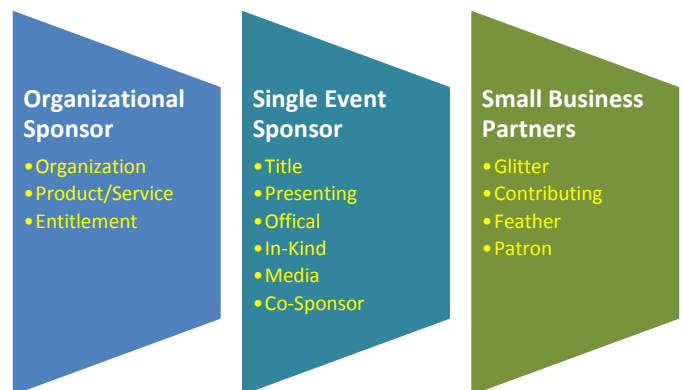 Organizational
Sponsor
•Organization
•Product/Service
•Entitlement
Single Event
Sponsor
•Title
•Presenting
•Offical
•In-Kind
•Media
•Co-Sponsor
Small Business
Partners
•Glitter
•Contributing
•Feather
•Patron